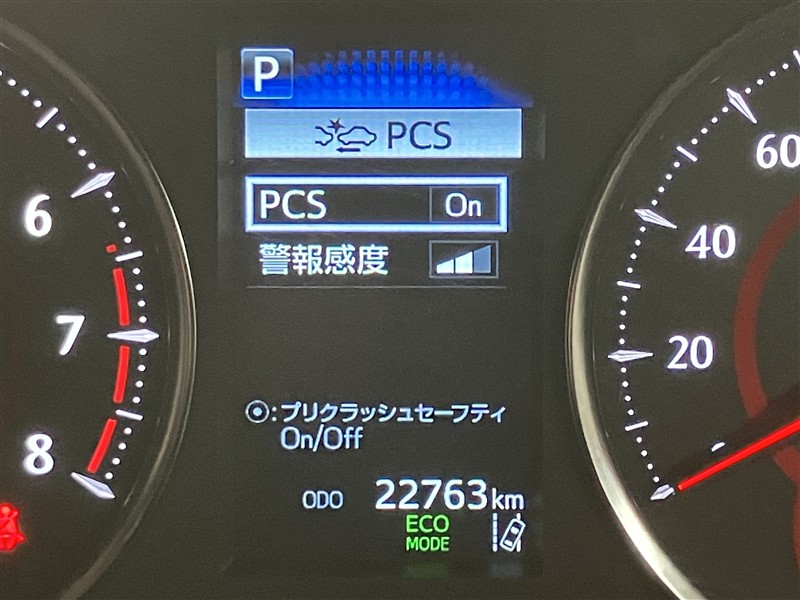 P
PCS
PCS On
警報感度
⦿:プリクラッシュセーフティ
On/Off
ODO 22763km
ECO
MODE
6
7
8
60
40
20